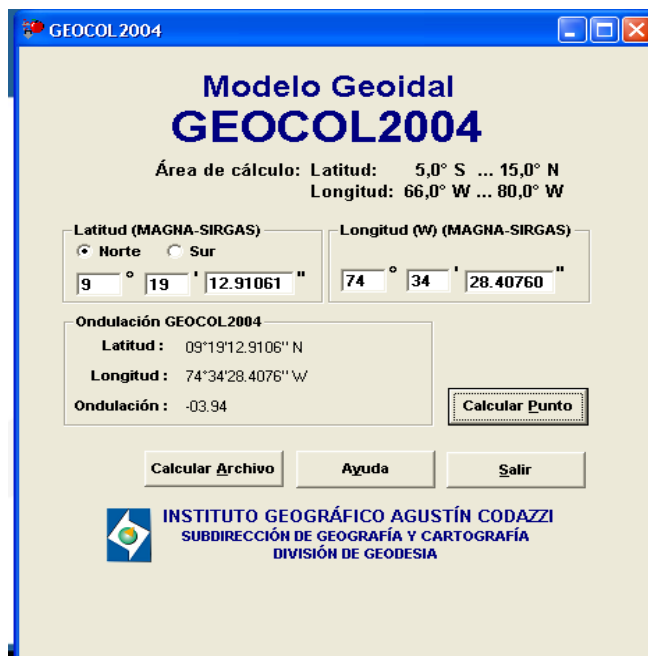 GEOCOL2004
Modelo Geoidal
GEOCOL2004
Área de cálculo: Latitud: 5,0° S ... 15,0° N
Longitud: 66,0° W ... 80,0° W
Latitud (MAGNA-SIRGAS)
Norte Sur
9 ° 19 ' 12.91061 "
Longitud (W) (MAGNA-SIRGAS)
74 ° 34 ' 28.40760 "
Ondulación GEOCOL2004
Latitud : 09°19'12.9106'' N
Longitud : 74°34'28.4076'' W
Ondulación : -03.94
Calcular Punto
Calcular Archivo Ayuda Salir
INSTITUTO GEOGRÁFICO AGUSTÍN CODAZZI
SUBDIRECCIÓN DE GEOGRAFÍA Y CARTOGRAFÍA
DIVISIÓN DE GEODESIA